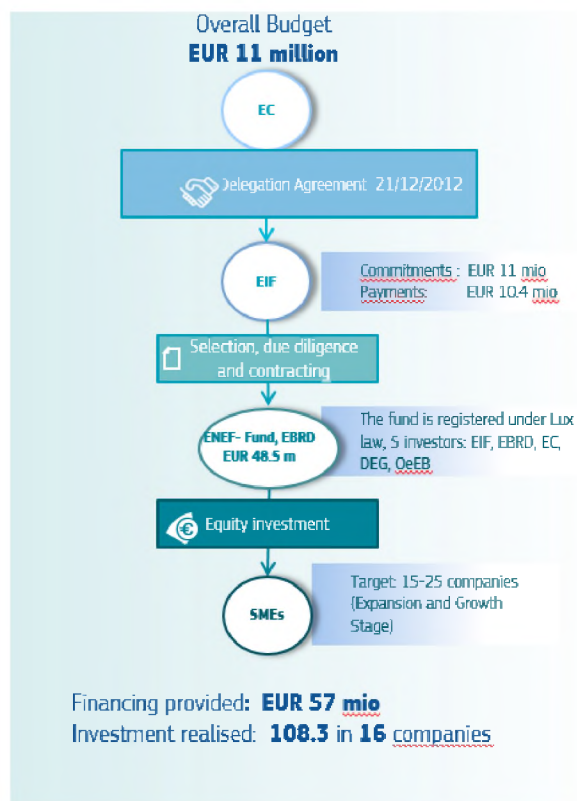 Overall Budget
EUR 11 million
EC
Delegation Agreement 21/12/2012
EIF
Commitments : EUR 11 mio
Payments: EUR 10.4 mio
Selection, due diligence
and contracting
ENEF- Fund, EBRD
EUR 48.5 m
The fund is registered under Lux
law, 5 investors: EIF, EBRD, EC,
DEG, OeEB
Equity investment
SMEs
Target: 15-25 companies
(Expansion and Growth
Stage)
Financing provided: EUR 57 mio
Investment realised: 108.3 in 16 companies